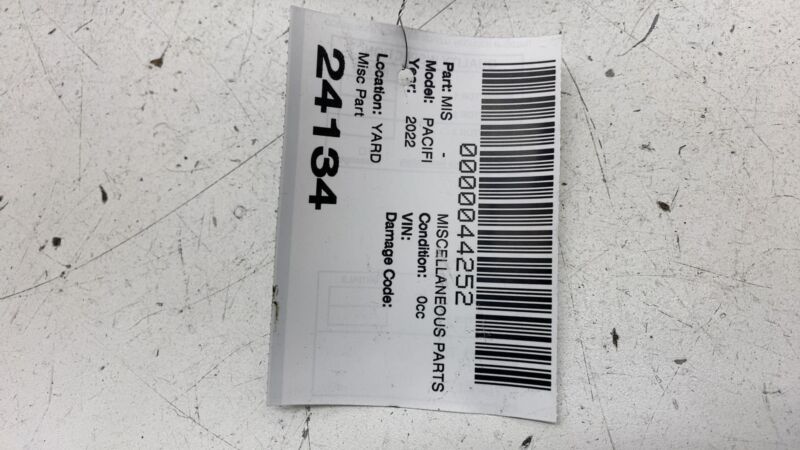 0000044252
Part: MIS - MISCELLANEOUS PARTS
Model: PACIFI Condition: 0cc
Year: 2022 VIN:
Damage Code:
Location: YARD
Misc Part
24134